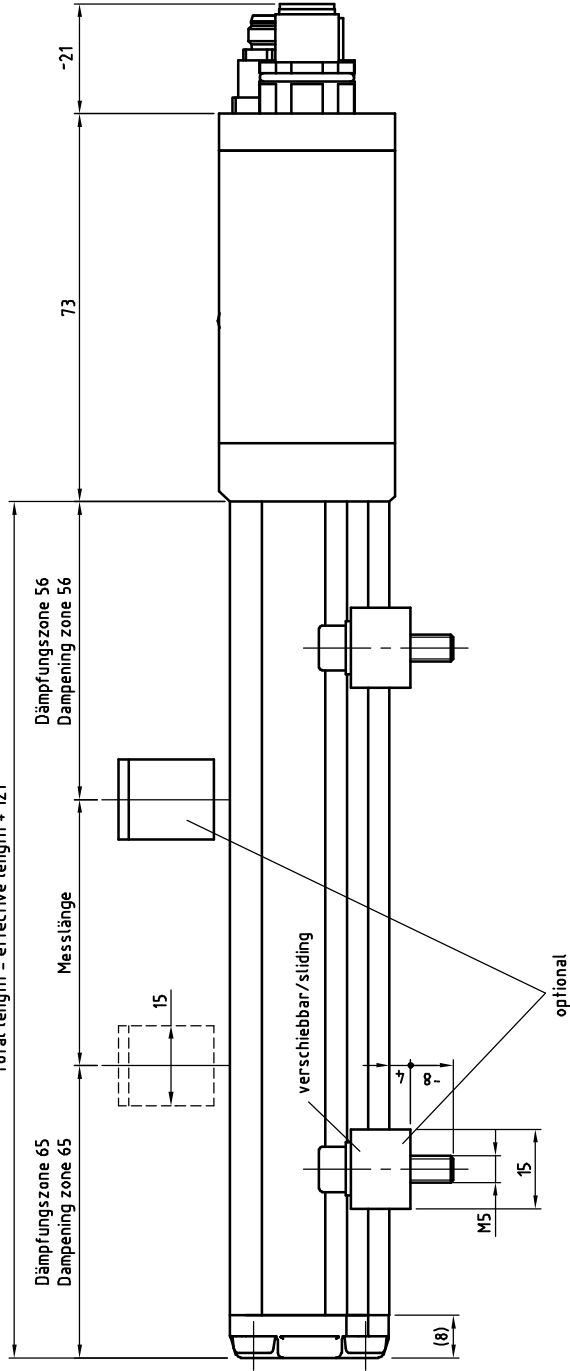 Total length = effective length + 121
Dämpfungszone 65
Dampening zone 65
Messlänge
Dämpfungszone 56
Dampening zone 56
73
~21
15
verschiebbar/sliding
4
~8
M5
15
(8)
optional